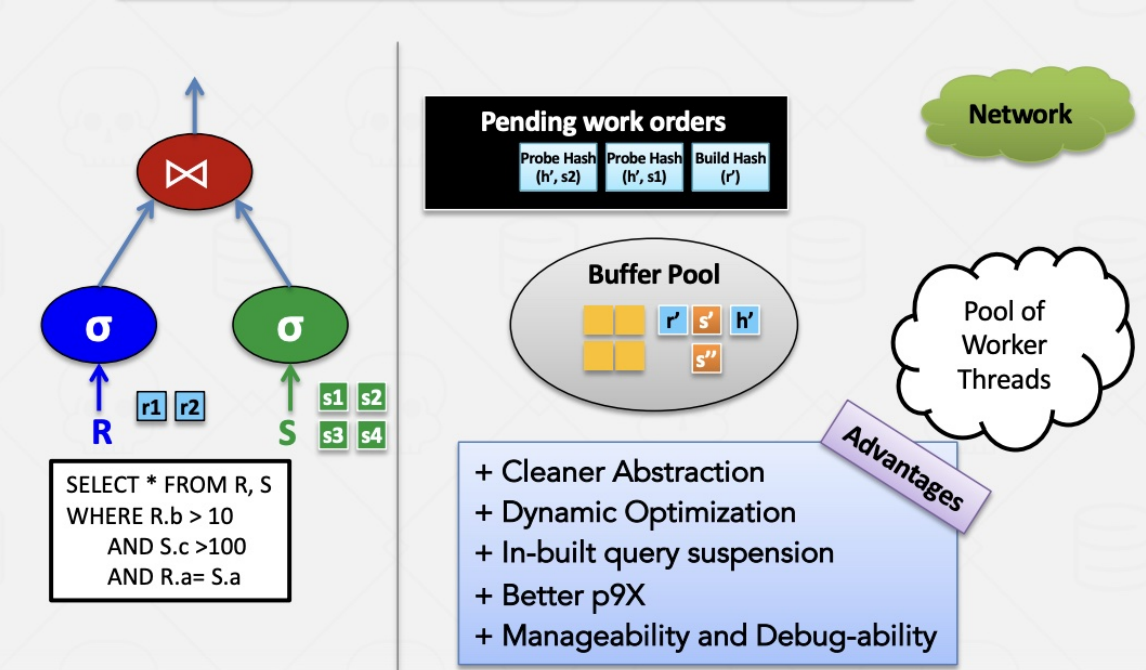 ⋈
σ
σ
R
r1 r2
S
s1 s2
s3 s4
SELECT * FROM R, S
WHERE R.b > 10
AND S.c >100
AND R.a= S.a
Pending work orders
Probe Hash (h’, s2)
Probe Hash (h’, s1)
Build Hash (r’)
Network
Buffer Pool
r’ s’ h’
s’’
Pool of
Worker
Threads
Advantages
+ Cleaner Abstraction
+ Dynamic Optimization
+ In-built query suspension
+ Better p9X
+ Manageability and Debug-ability